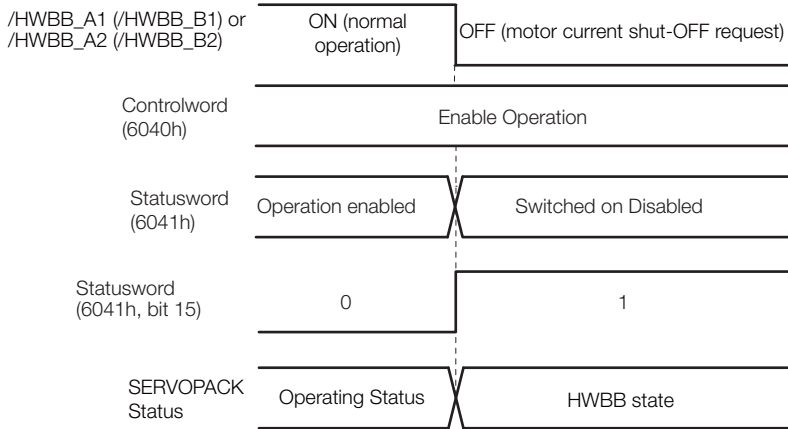 /HWBB_A1 (/HWBB_B1) or
/HWBB_A2 (/HWBB_B2)
ON (normal
operation)
OFF (motor current shut-OFF request)
Controlword
(6040h)
Enable Operation
Statusword
(6041h)
Operation enabled
Switched on Disabled
Statusword
(6041h, bit 15)
0
1
SERVOPACK
Status
Operating Status
HWBB state